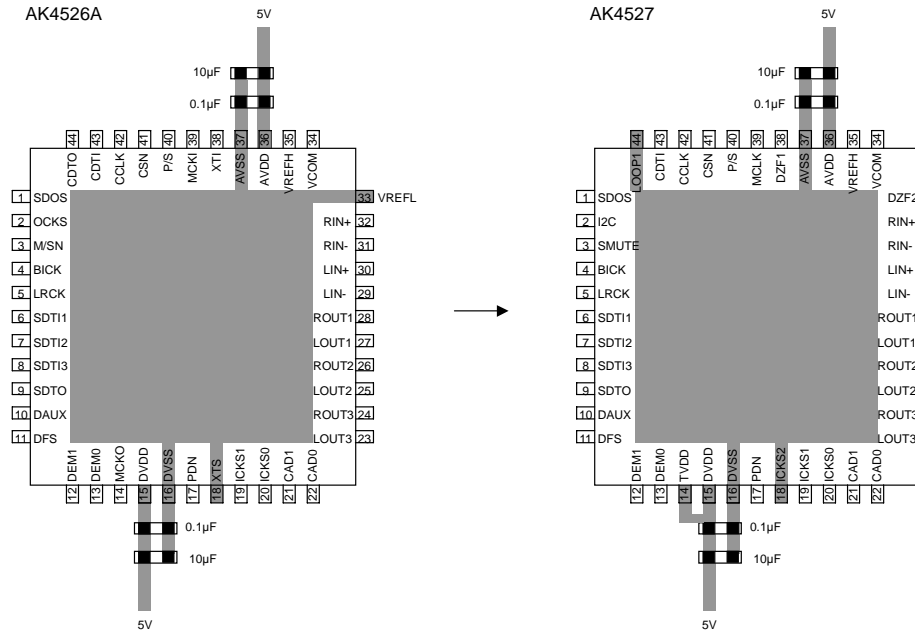 AK4526A
5V
10µF
0.1µF
44 43 42 41 40 39 38 37 36 35 34
CDTO CDTI CCLK CSN P/S MCKI XTI AVSS AVDD VREFH VCOM
1 SDOS
2 OCKS
3 M/SN
4 BICK
5 LRCK
6 SDTI1
7 SDTI2
8 SDTI3
9 SDTO
10 DAUX
11 DFS
33 VREFL
RIN+ 32
RIN- 31
LIN+ 30
LIN- 29
ROUT1 28
LOUT1 27
ROUT2 26
LOUT2 25
ROUT3 24
LOUT3 23
DEM1 DEM0 MCKO DVDD DVSS PDN XTS ICKS1 ICKS0 CAD1 CAD0
12 13 14 15 16 17 18 19 20 21 22
0.1µF
10µF
5V
AK4527
5V
10µF
0.1µF
44 43 42 41 40 39 38 37 36 35 34
LOOP1 CDTI CCLK CSN P/S MCLK DZF1 AVSS AVDD VREFH VCOM
1 SDOS
2 I2C
3 SMUTE
4 BICK
5 LRCK
6 SDTI1
7 SDTI2
8 SDTI3
9 SDTO
10 DAUX
11 DFS
DZF2
RIN+
RIN-
LIN+
LIN-
ROUT1
LOUT1
ROUT2
LOUT2
ROUT3
LOUT3
DEM1 DEM0 TVDD DVDD DVSS PDN ICKS2 ICKS1 ICKS0 CAD1 CAD0
12 13 14 15 16 17 18 19 20 21 22
0.1µF
10µF
5V